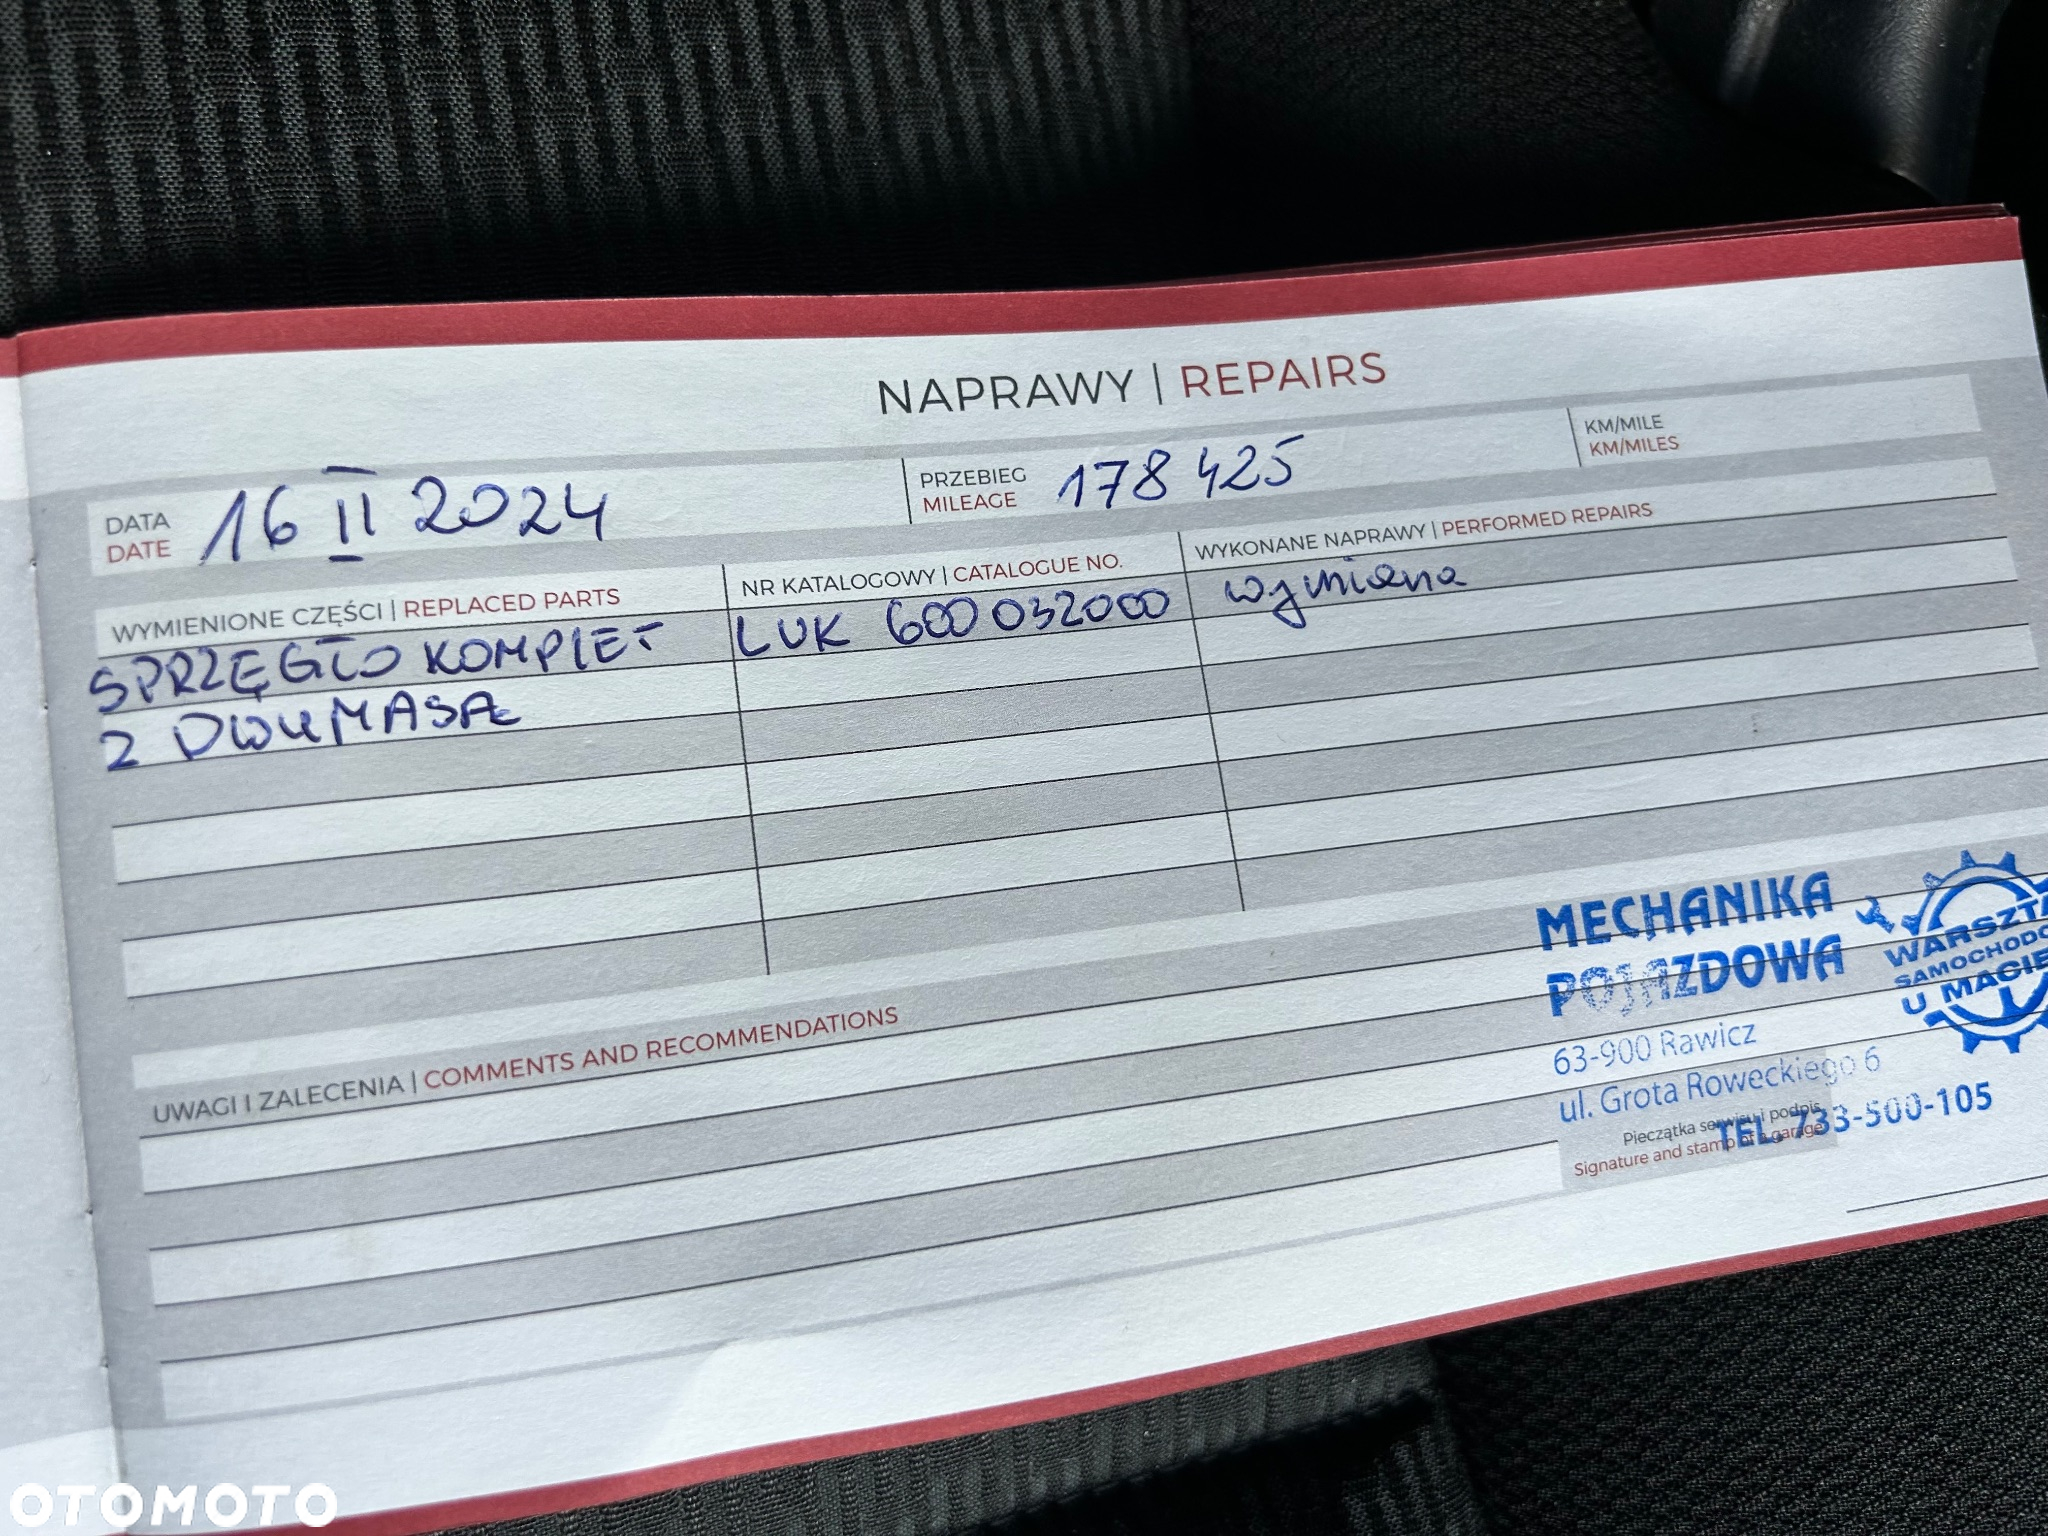 NAPRAWY | REPAIRS
DATA
DATE
16 II 2024
PRZEBIEG
MILEAGE
178 425
KM/MILE
KM/MILES
WYMIENIONE CZĘŚCI | REPLACED PARTS
NR KATALOGOWY | CATALOGUE NO.
WYKONANE NAPRAWY | PERFORMED REPAIRS
SPRZĘGŁO KOMPLET
Z DWUMASĄ
LUK 600 032000
wymiana
UWAGI I ZALECENIA | COMMENTS AND RECOMMENDATIONS
MECHANIKA
POJAZDOWA
63-900 Rawicz
ul. Grota Roweckiego 6
TEL. 733-500-105
WARSZTA
SAMOCHODO
U MACIE
Pieczątka serwisu i podpis
Signature and stamp of a garage
OTOMOTO